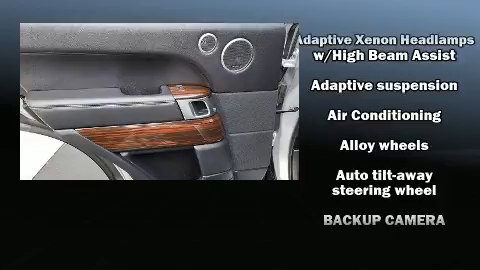 Adaptive Xenon Headlamps
w/High Beam Assist
Adaptive suspension
Air Conditioning
Alloy wheels
Auto tilt-away
steering wheel
BACKUP CAMERA